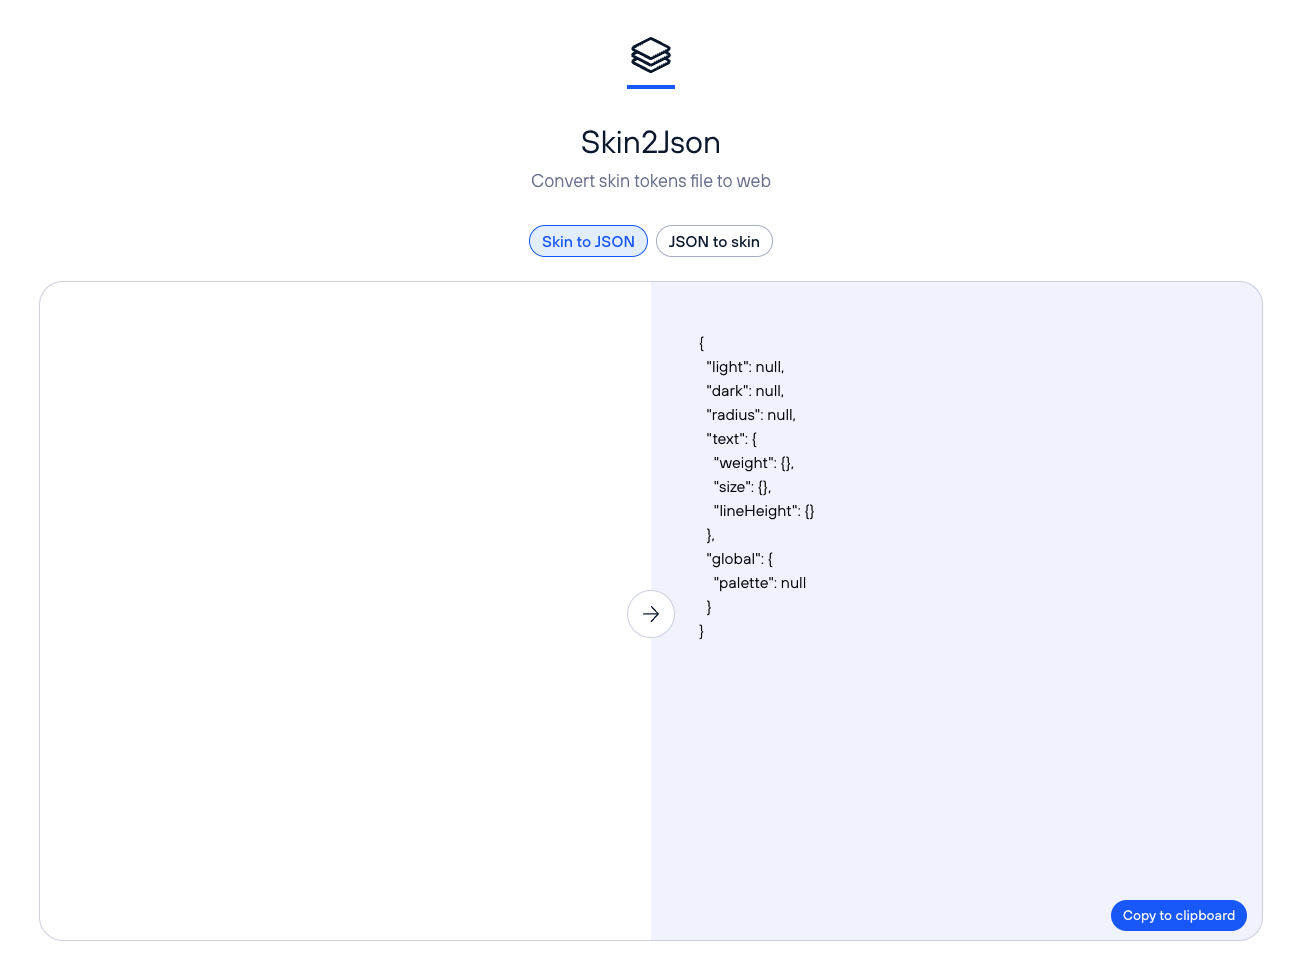 Skin2Json
Convert skin tokens file to web
Skin to JSON
JSON to skin
{
  "light": null,
  "dark": null,
  "radius": null,
  "text": {
    "weight": {},
    "size": {},
    "lineHeight": {}
  },
  "global": {
    "palette": null
  }
}
Copy to clipboard